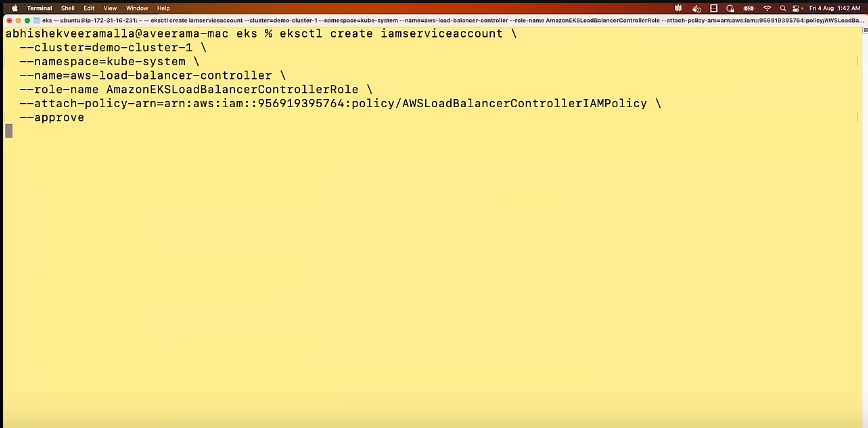 Terminal Shell Edit View Window Help Fri 4 Aug 1:42 AM
eks — ubuntu@ip-172-31-16-231: ~ — eksctl create iamserviceaccount --cluster=demo-cluster-1 --namespace=kube-system --name=aws-load-balancer-controller --role-name AmazonEKSLoadBalancerControllerRole --attach-policy-arn=arn:aws:iam::956919395764:policy/AWSLoadBa...
abhishekveeramalla@aveerama-mac eks % eksctl create iamserviceaccount \
--cluster=demo-cluster-1 \
--namespace=kube-system \
--name=aws-load-balancer-controller \
--role-name AmazonEKSLoadBalancerControllerRole \
--attach-policy-arn=arn:aws:iam::956919395764:policy/AWSLoadBalancerControllerIAMPolicy \
--approve